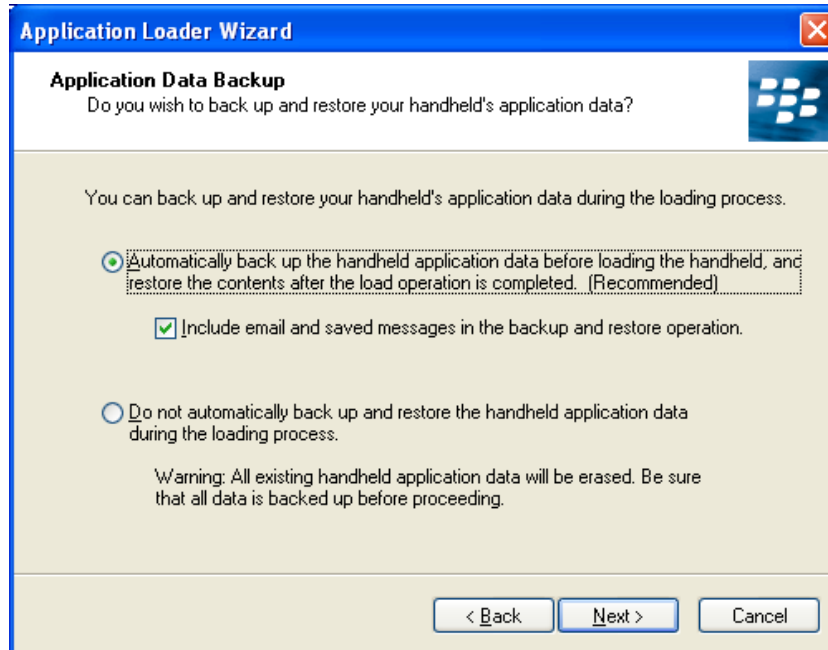 Application Loader Wizard
Application Data Backup
Do you wish to back up and restore your handheld's application data?
You can back up and restore your handheld's application data during the loading process.
Automatically back up the handheld application data before loading the handheld, and
restore the contents after the load operation is completed. (Recommended)
Include email and saved messages in the backup and restore operation.
Do not automatically back up and restore the handheld application data
during the loading process.
Warning: All existing handheld application data will be erased. Be sure
that all data is backed up before proceeding.
< Back Next > Cancel